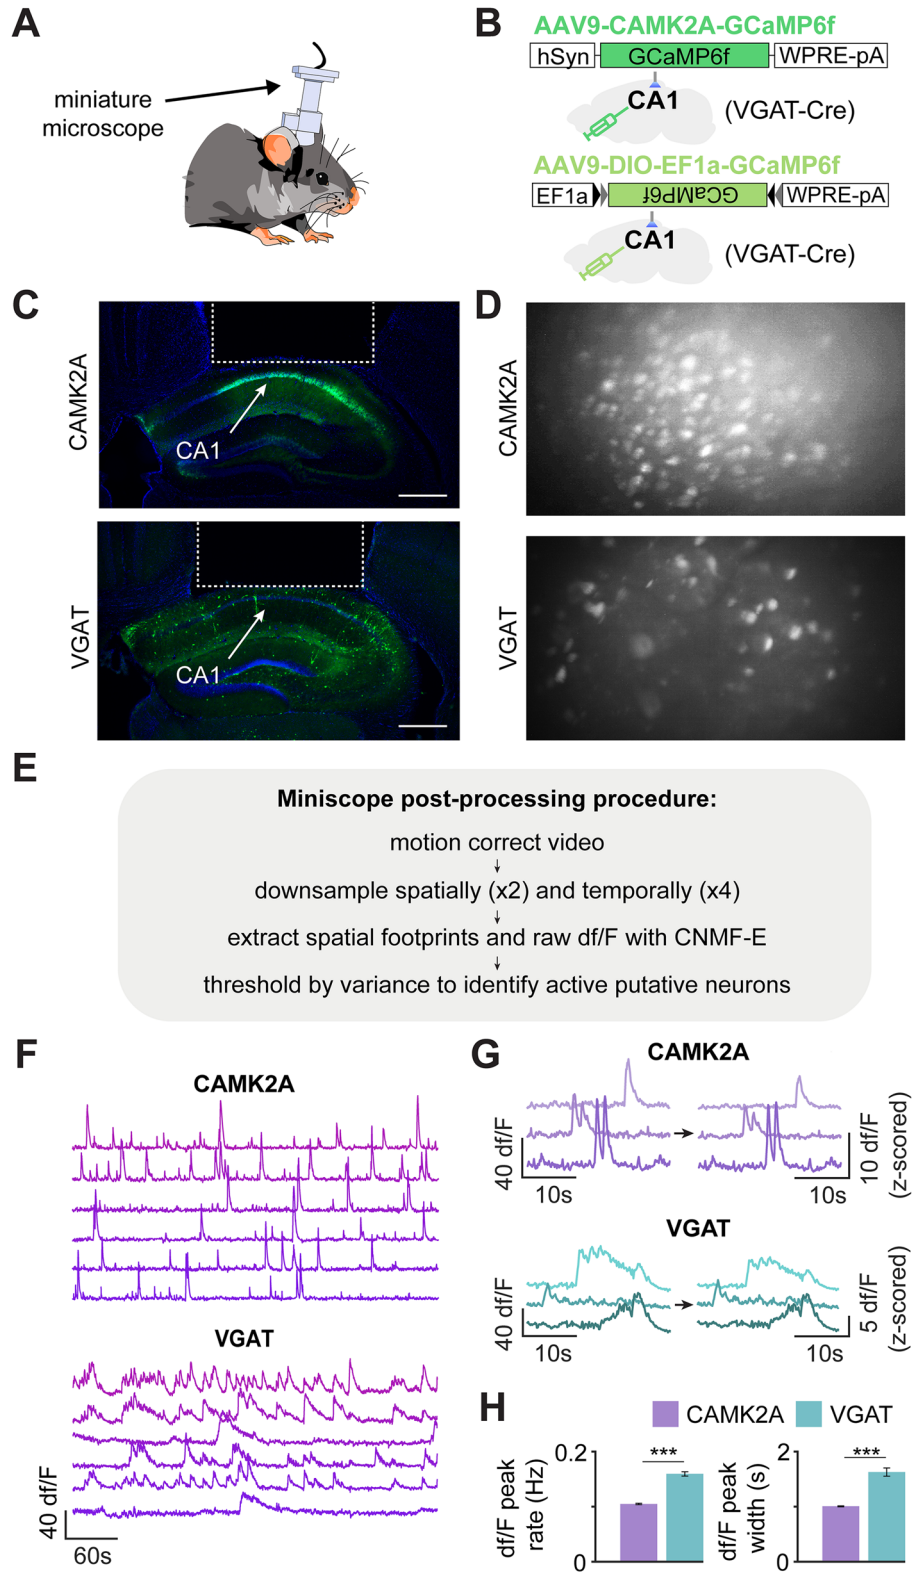 A
miniature
microscope
B
AAV9-CAMK2A-GCaMP6f
hSyn
GCaMP6f
WPRE-pA
CA1
(VGAT-Cre)
AAV9-DIO-EF1a-GCaMP6f
EF1a
GCaMP6f
WPRE-pA
CA1
(VGAT-Cre)
C
CAMK2A
CA1
VGAT
CA1
D
CAMK2A
VGAT
E
Miniscope post-processing procedure:
motion correct video
↓
downsample spatially (x2) and temporally (x4)
↓
extract spatial footprints and raw df/F with CNMF-E
↓
threshold by variance to identify active putative neurons
F
CAMK2A
VGAT
40 df/F
60s
G
CAMK2A
40 df/F
10s
10s
10 df/F
(z-scored)
VGAT
40 df/F
10s
10s
5 df/F
(z-scored)
H
CAMK2A
VGAT
df/F peak
rate (Hz)
0.2
0
***
df/F peak
width (s)
2
0
***